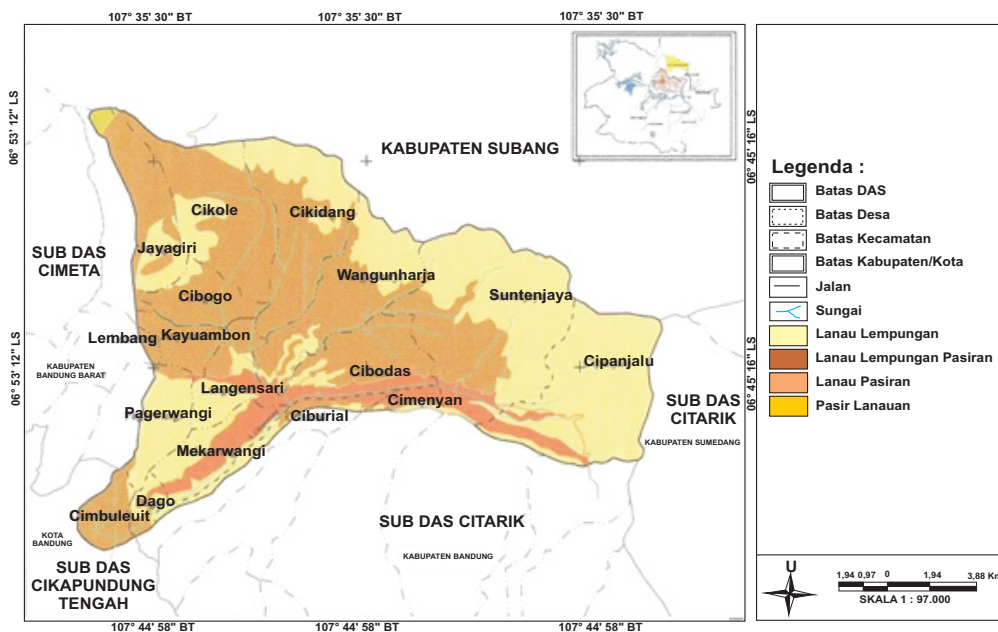 107° 35' 30" BT
107° 35' 30" BT
107° 35' 30" BT
06° 53' 12" LS
06° 45' 16" LS
KABUPATEN SUBANG
Cikole
Cikidang
SUB DAS
CIMETA
Jayagiri
Wangunharja
Suntenjaya
Cibogo
Lembang
Kayuambon
KABUPATEN
BANDUNG BARAT
06° 53' 12" LS
06° 45' 16" LS
Cipanjalu
Cibodas
Langensari
Cimenyan
Pagerwangi
Ciburial
SUB DAS
CITARIK
KABUPATEN SUMEDANG
Mekarwangi
Dago
Cimbuleuit
SUB DAS CITARIK
KOTA
BANDUNG
KABUPATEN BANDUNG
SUB DAS
CIKAPUNDUNG
TENGAH
107° 44' 58" BT
107° 44' 58" BT
107° 44' 58" BT
Legenda :
Batas DAS
Batas Desa
Batas Kecamatan
Batas Kabupaten/Kota
Jalan
Sungai
Lanau Lempungan
Lanau Lempungan Pasiran
Lanau Pasiran
Pasir Lanauan
U
1,94 0,97 0 1,94 3,88 Km
SKALA 1 : 97.000